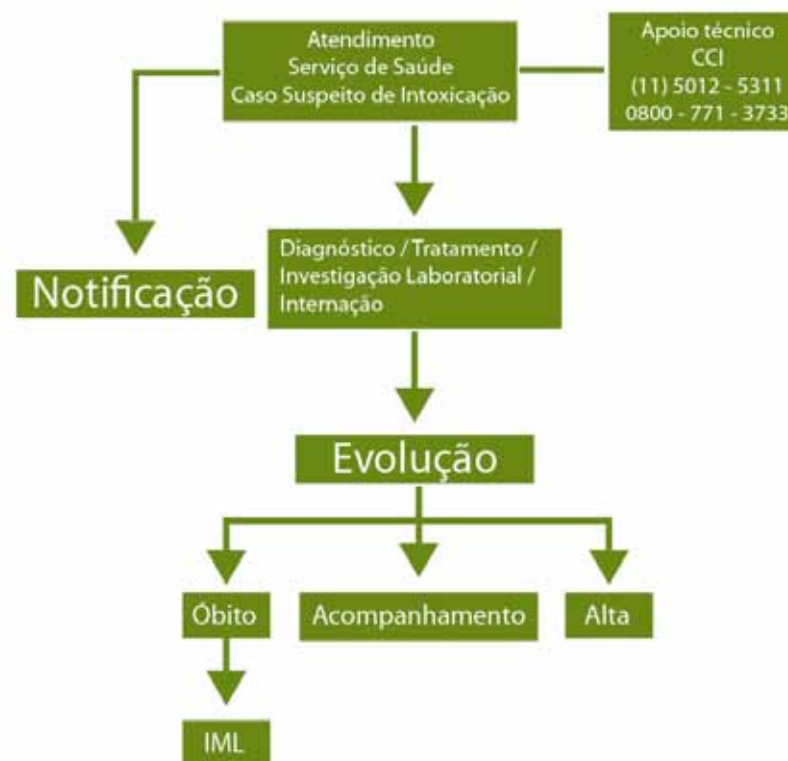 Atendimento
Serviço de Saúde
Caso Suspeito de Intoxicação
Apoio técnico
CCI
(11) 5012 - 5311
0800 - 771 - 3733
Notificação
Diagnóstico / Tratamento /
Investigação Laboratorial /
Internação
Evolução
Óbito
Acompanhamento
Alta
IML